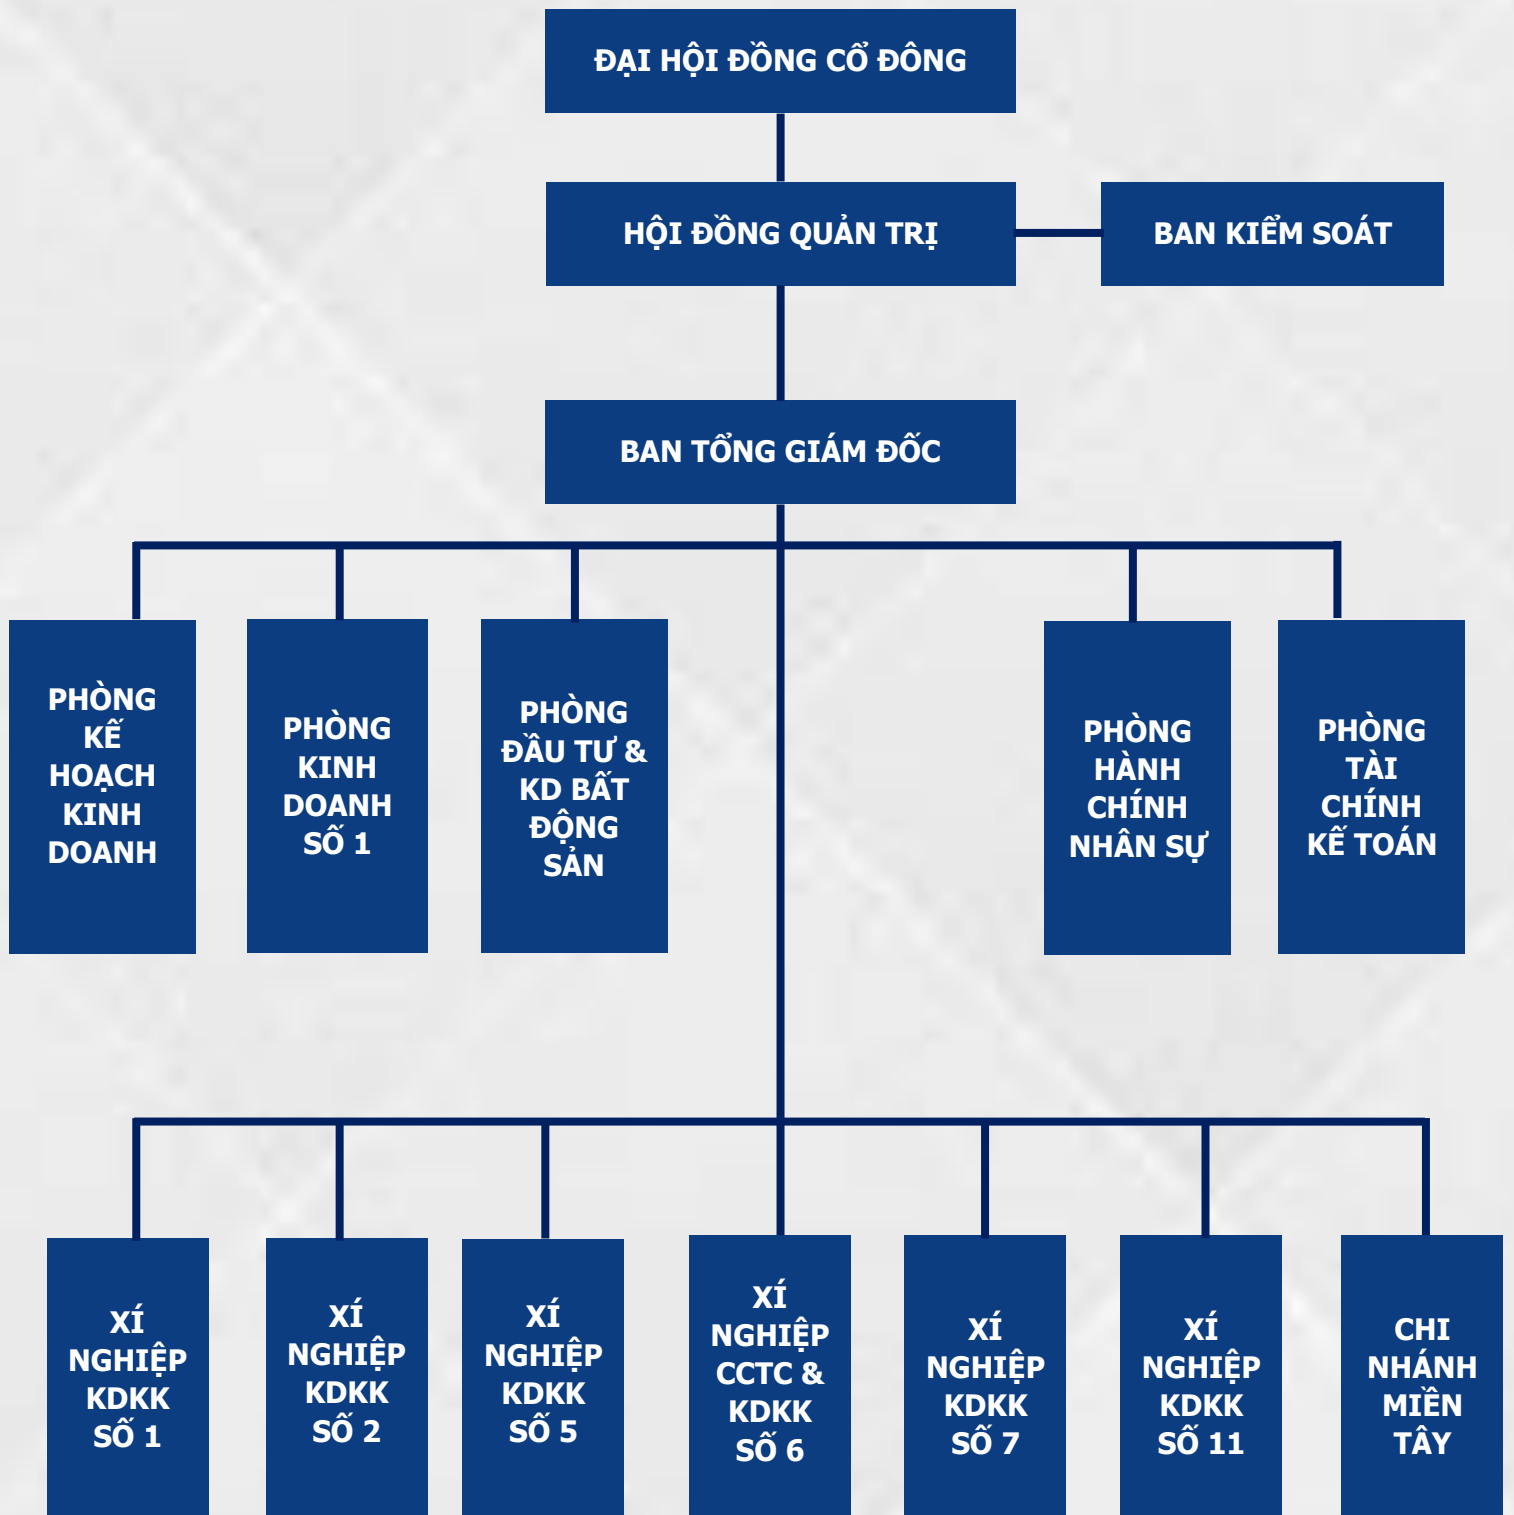 ĐẠI HỘI ĐỒNG CỔ ĐÔNG
HỘI ĐỒNG QUẢN TRỊ
BAN KIỂM SOÁT
BAN TỔNG GIÁM ĐỐC
PHÒNG
KẾ
HOẠCH
KINH
DOANH
PHÒNG
KINH
DOANH
SỐ 1
PHÒNG
ĐẦU TƯ &
KD BẤT
ĐỘNG
SẢN
PHÒNG
HÀNH
CHÍNH
NHÂN SỰ
PHÒNG
TÀI
CHÍNH
KẾ TOÁN
XÍ
NGHIỆP
KDKK
SỐ 1
XÍ
NGHIỆP
KDKK
SỐ 2
XÍ
NGHIỆP
KDKK
SỐ 5
XÍ
NGHIỆP
CCTC &
KDKK
SỐ 6
XÍ
NGHIỆP
KDKK
SỐ 7
XÍ
NGHIỆP
KDKK
SỐ 11
CHI
NHÁNH
MIỀN
TÂY